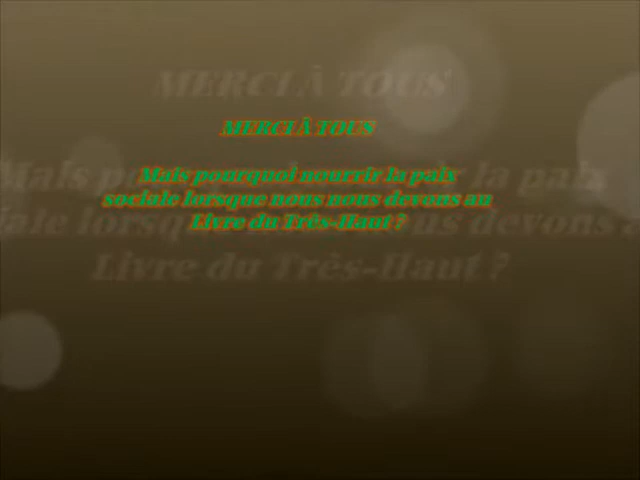 MERCI À TOUS
Mais pourquoi nourrir la paix
sociale lorsque nous nous devons au
Livre du Très-Haut ?